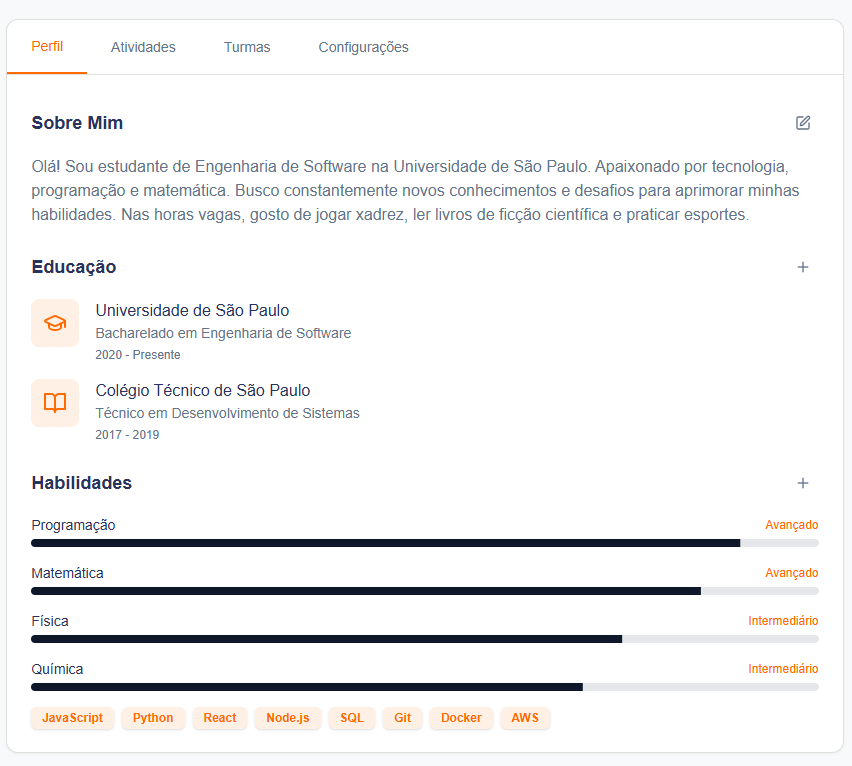 Perfil Atividades Turmas Configurações
Sobre Mim
Olá! Sou estudante de Engenharia de Software na Universidade de São Paulo. Apaixonado por tecnologia,
programação e matemática. Busco constantemente novos conhecimentos e desafios para aprimorar minhas
habilidades. Nas horas vagas, gosto de jogar xadrez, ler livros de ficção científica e praticar esportes.
Educação
Universidade de São Paulo
Bacharelado em Engenharia de Software
2020 - Presente
Colégio Técnico de São Paulo
Técnico em Desenvolvimento de Sistemas
2017 - 2019
Habilidades
Programação Avançado
Matemática Avançado
Física Intermediário
Química Intermediário
JavaScript Python React Node.js SQL Git Docker AWS